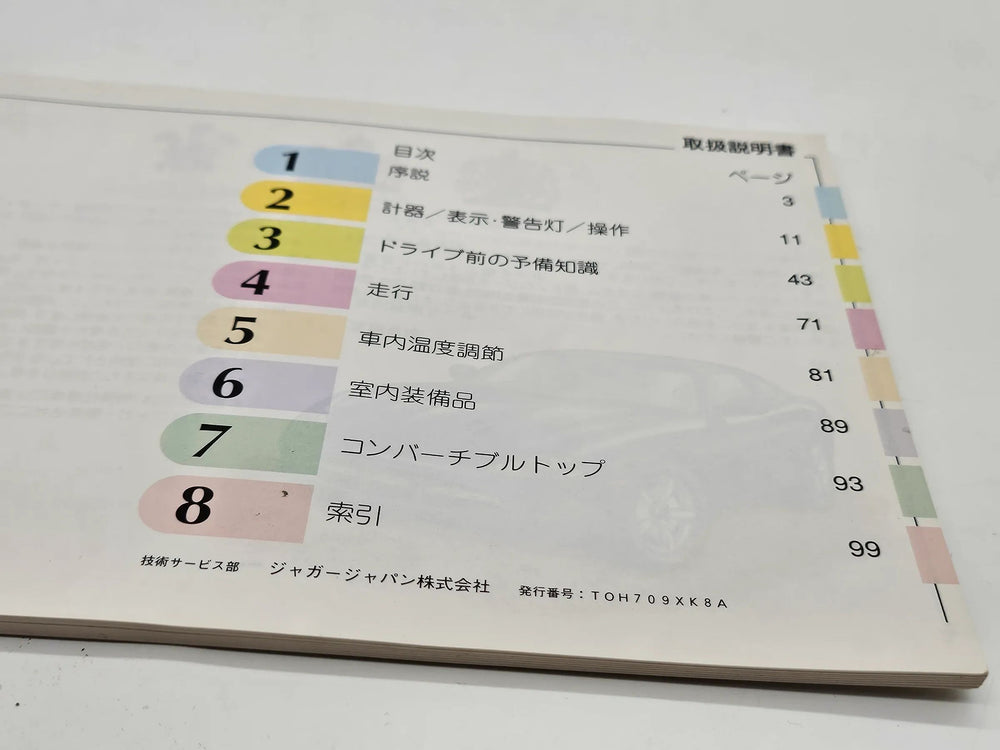 取扱説明書
目次 ページ
1 序説 3
2 計器／表示・警告灯／操作 11
3 ドライブ前の予備知識 43
4 走行 71
5 車内温度調節 81
6 室内装備品 89
7 コンバーチブルトップ 93
8 索引 99
技術サービス部 ジャガージャパン株式会社 発行番号：TOH709XK8A